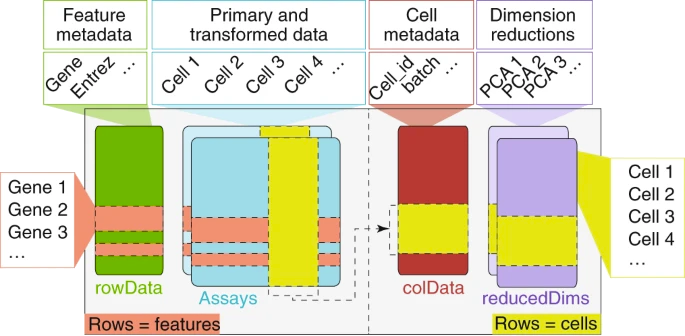 Feature
metadata
Primary and
transformed data
Cell
metadata
Dimension
reductions
Gene
Entrez
...
Cell 1
Cell 2
Cell 3
Cell 4
...
Cell_id
batch
...
PCA 1
PCA 2
PCA 3
...
Gene 1
Gene 2
Gene 3
...
Cell 1
Cell 2
Cell 3
Cell 4
...
rowData
Assays
colData
reducedDims
Rows = features
Rows = cells